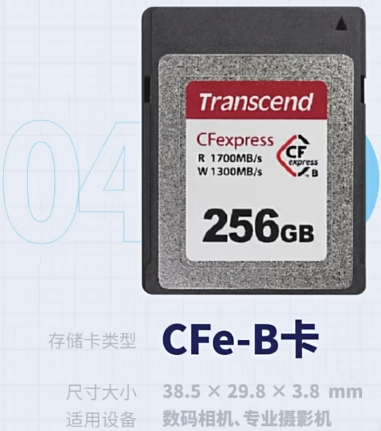 04
Transcend
CFexpress
R 1700MB/s
W 1300MB/s
CF
express
B
256GB
存储卡类型 CFe-B卡
尺寸大小 38.5 × 29.8 × 3.8 mm
适用设备 数码相机、专业摄影机